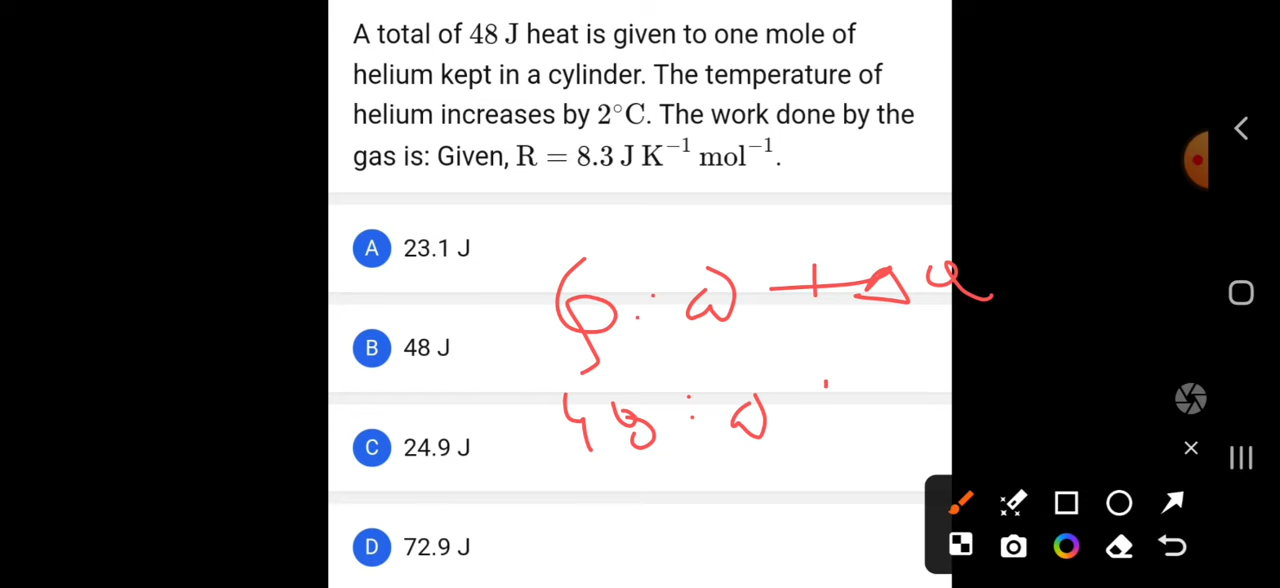 A total of 48 J heat is given to one mole of
helium kept in a cylinder. The temperature of
helium increases by 2°C. The work done by the
gas is: Given, R = 8.3 J K⁻¹ mol⁻¹.
A 23.1 J
B 48 J
C 24.9 J
D 72.9 J
48 :